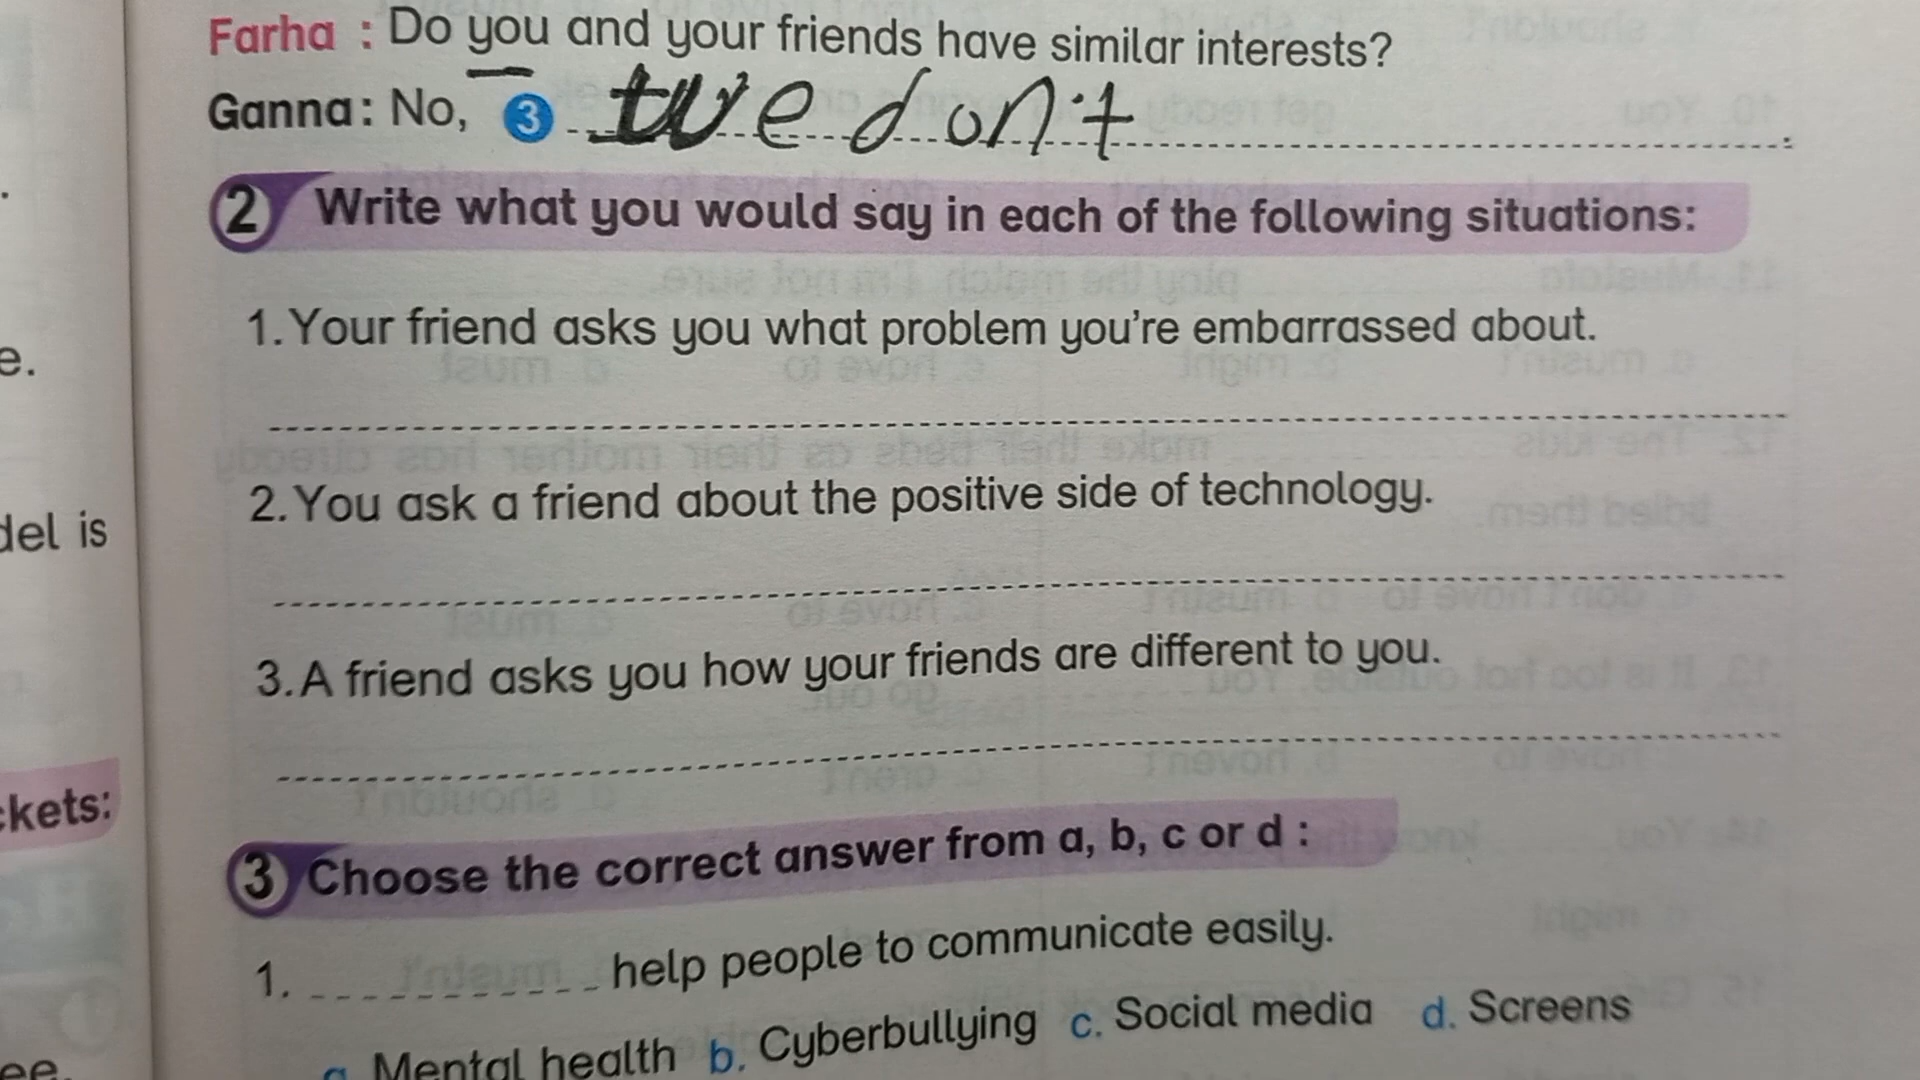 Farha : Do you and your friends have similar interests?
Ganna: No, 3 we don't
2 Write what you would say in each of the following situations:
1. Your friend asks you what problem you're embarrassed about.
e.
2. You ask a friend about the positive side of technology.
del is
3. A friend asks you how your friends are different to you.
kets:
3 Choose the correct answer from a, b, c or d :
1. help people to communicate easily.
a. Mental health b. Cyberbullying c. Social media d. Screens
ee.